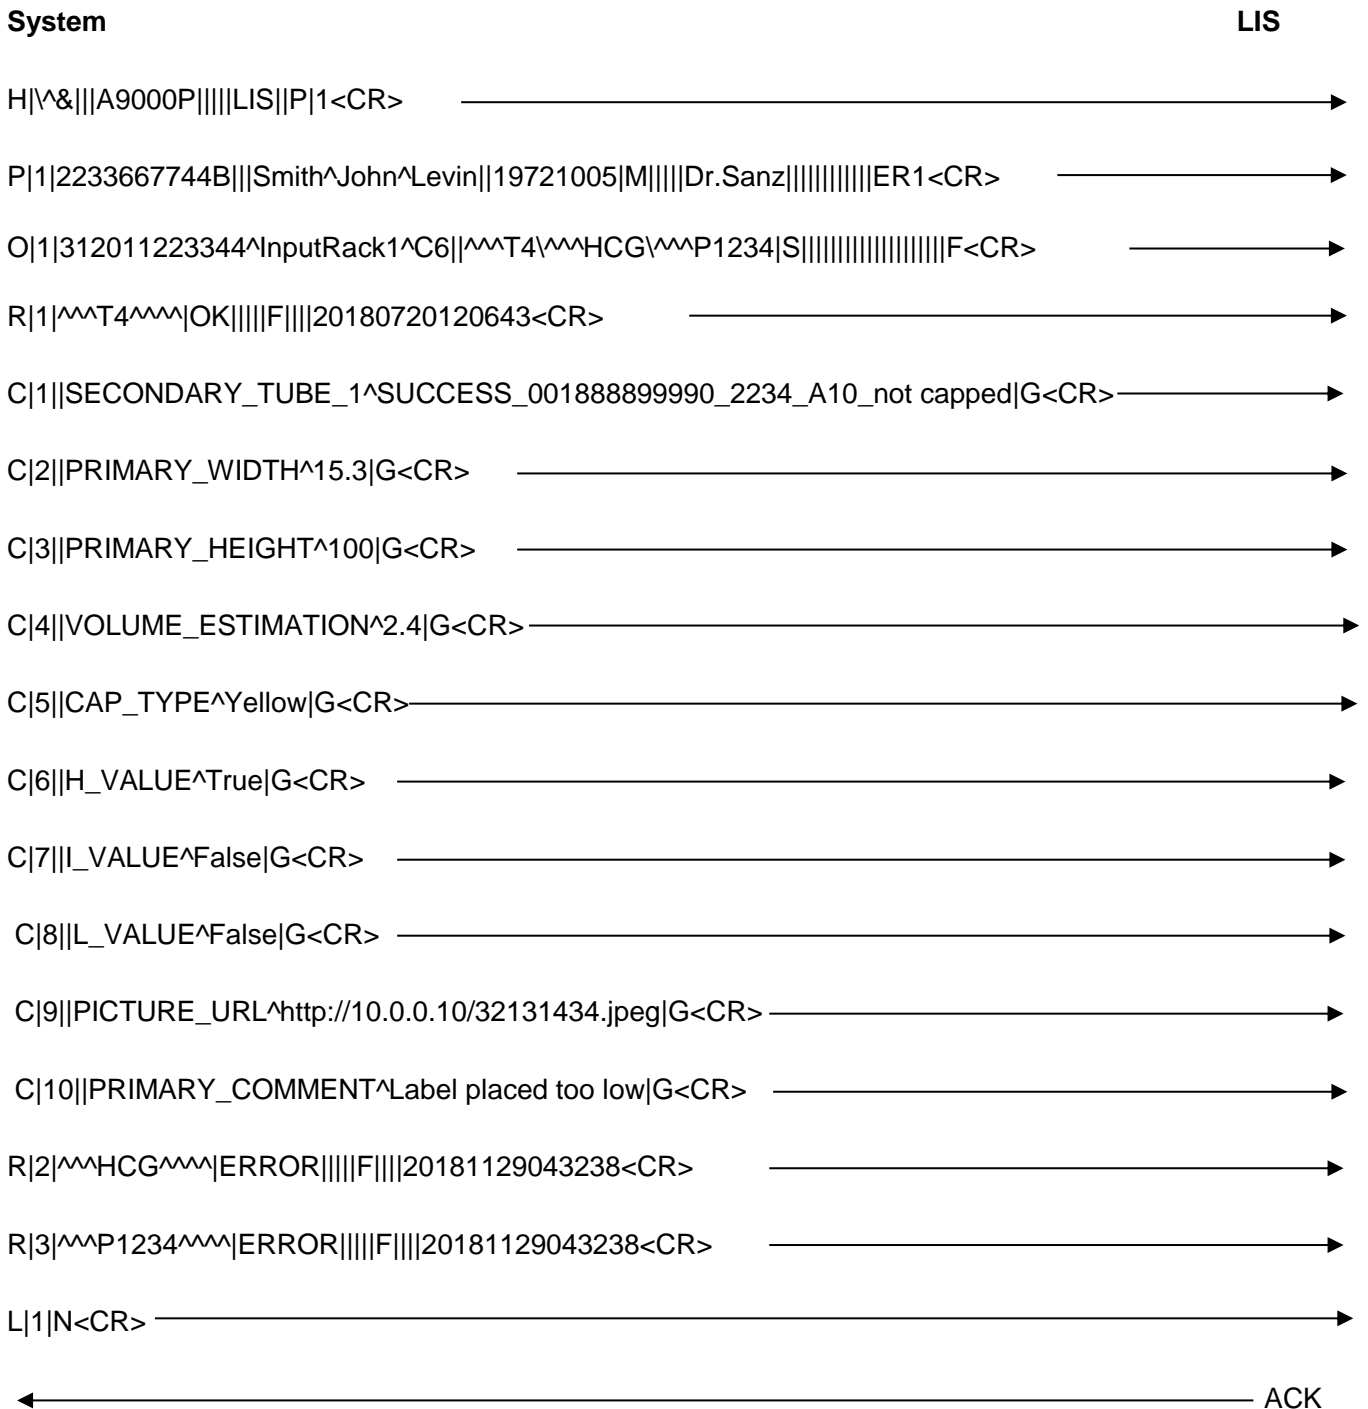 System LIS
H|\^&|||A9000P|||||LIS||P|1<CR>
P|1|2233667744B|||Smith^John^Levin||19721005|M|||||Dr.Sanz||||||||||||ER1<CR>
O|1|312011223344^InputRack1^C6||^^^T4\^^^HCG\^^^P1234|S||||||||||||||||||||F<CR>
R|1|^^^T4^^^^|OK|||||F||||20180720120643<CR>
C|1||SECONDARY_TUBE_1^SUCCESS_001888899990_2234_A10_not capped|G<CR>
C|2||PRIMARY_WIDTH^15.3|G<CR>
C|3||PRIMARY_HEIGHT^100|G<CR>
C|4||VOLUME_ESTIMATION^2.4|G<CR>
C|5||CAP_TYPE^Yellow|G<CR>
C|6||H_VALUE^True|G<CR>
C|7||I_VALUE^False|G<CR>
C|8||L_VALUE^False|G<CR>
C|9||PICTURE_URL^http://10.0.0.10/32131434.jpeg|G<CR>
C|10||PRIMARY_COMMENT^Label placed too low|G<CR>
R|2|^^^HCG^^^^|ERROR|||||F||||20181129043238<CR>
R|3|^^^P1234^^^^|ERROR|||||F||||20181129043238<CR>
L|1|N<CR>
ACK